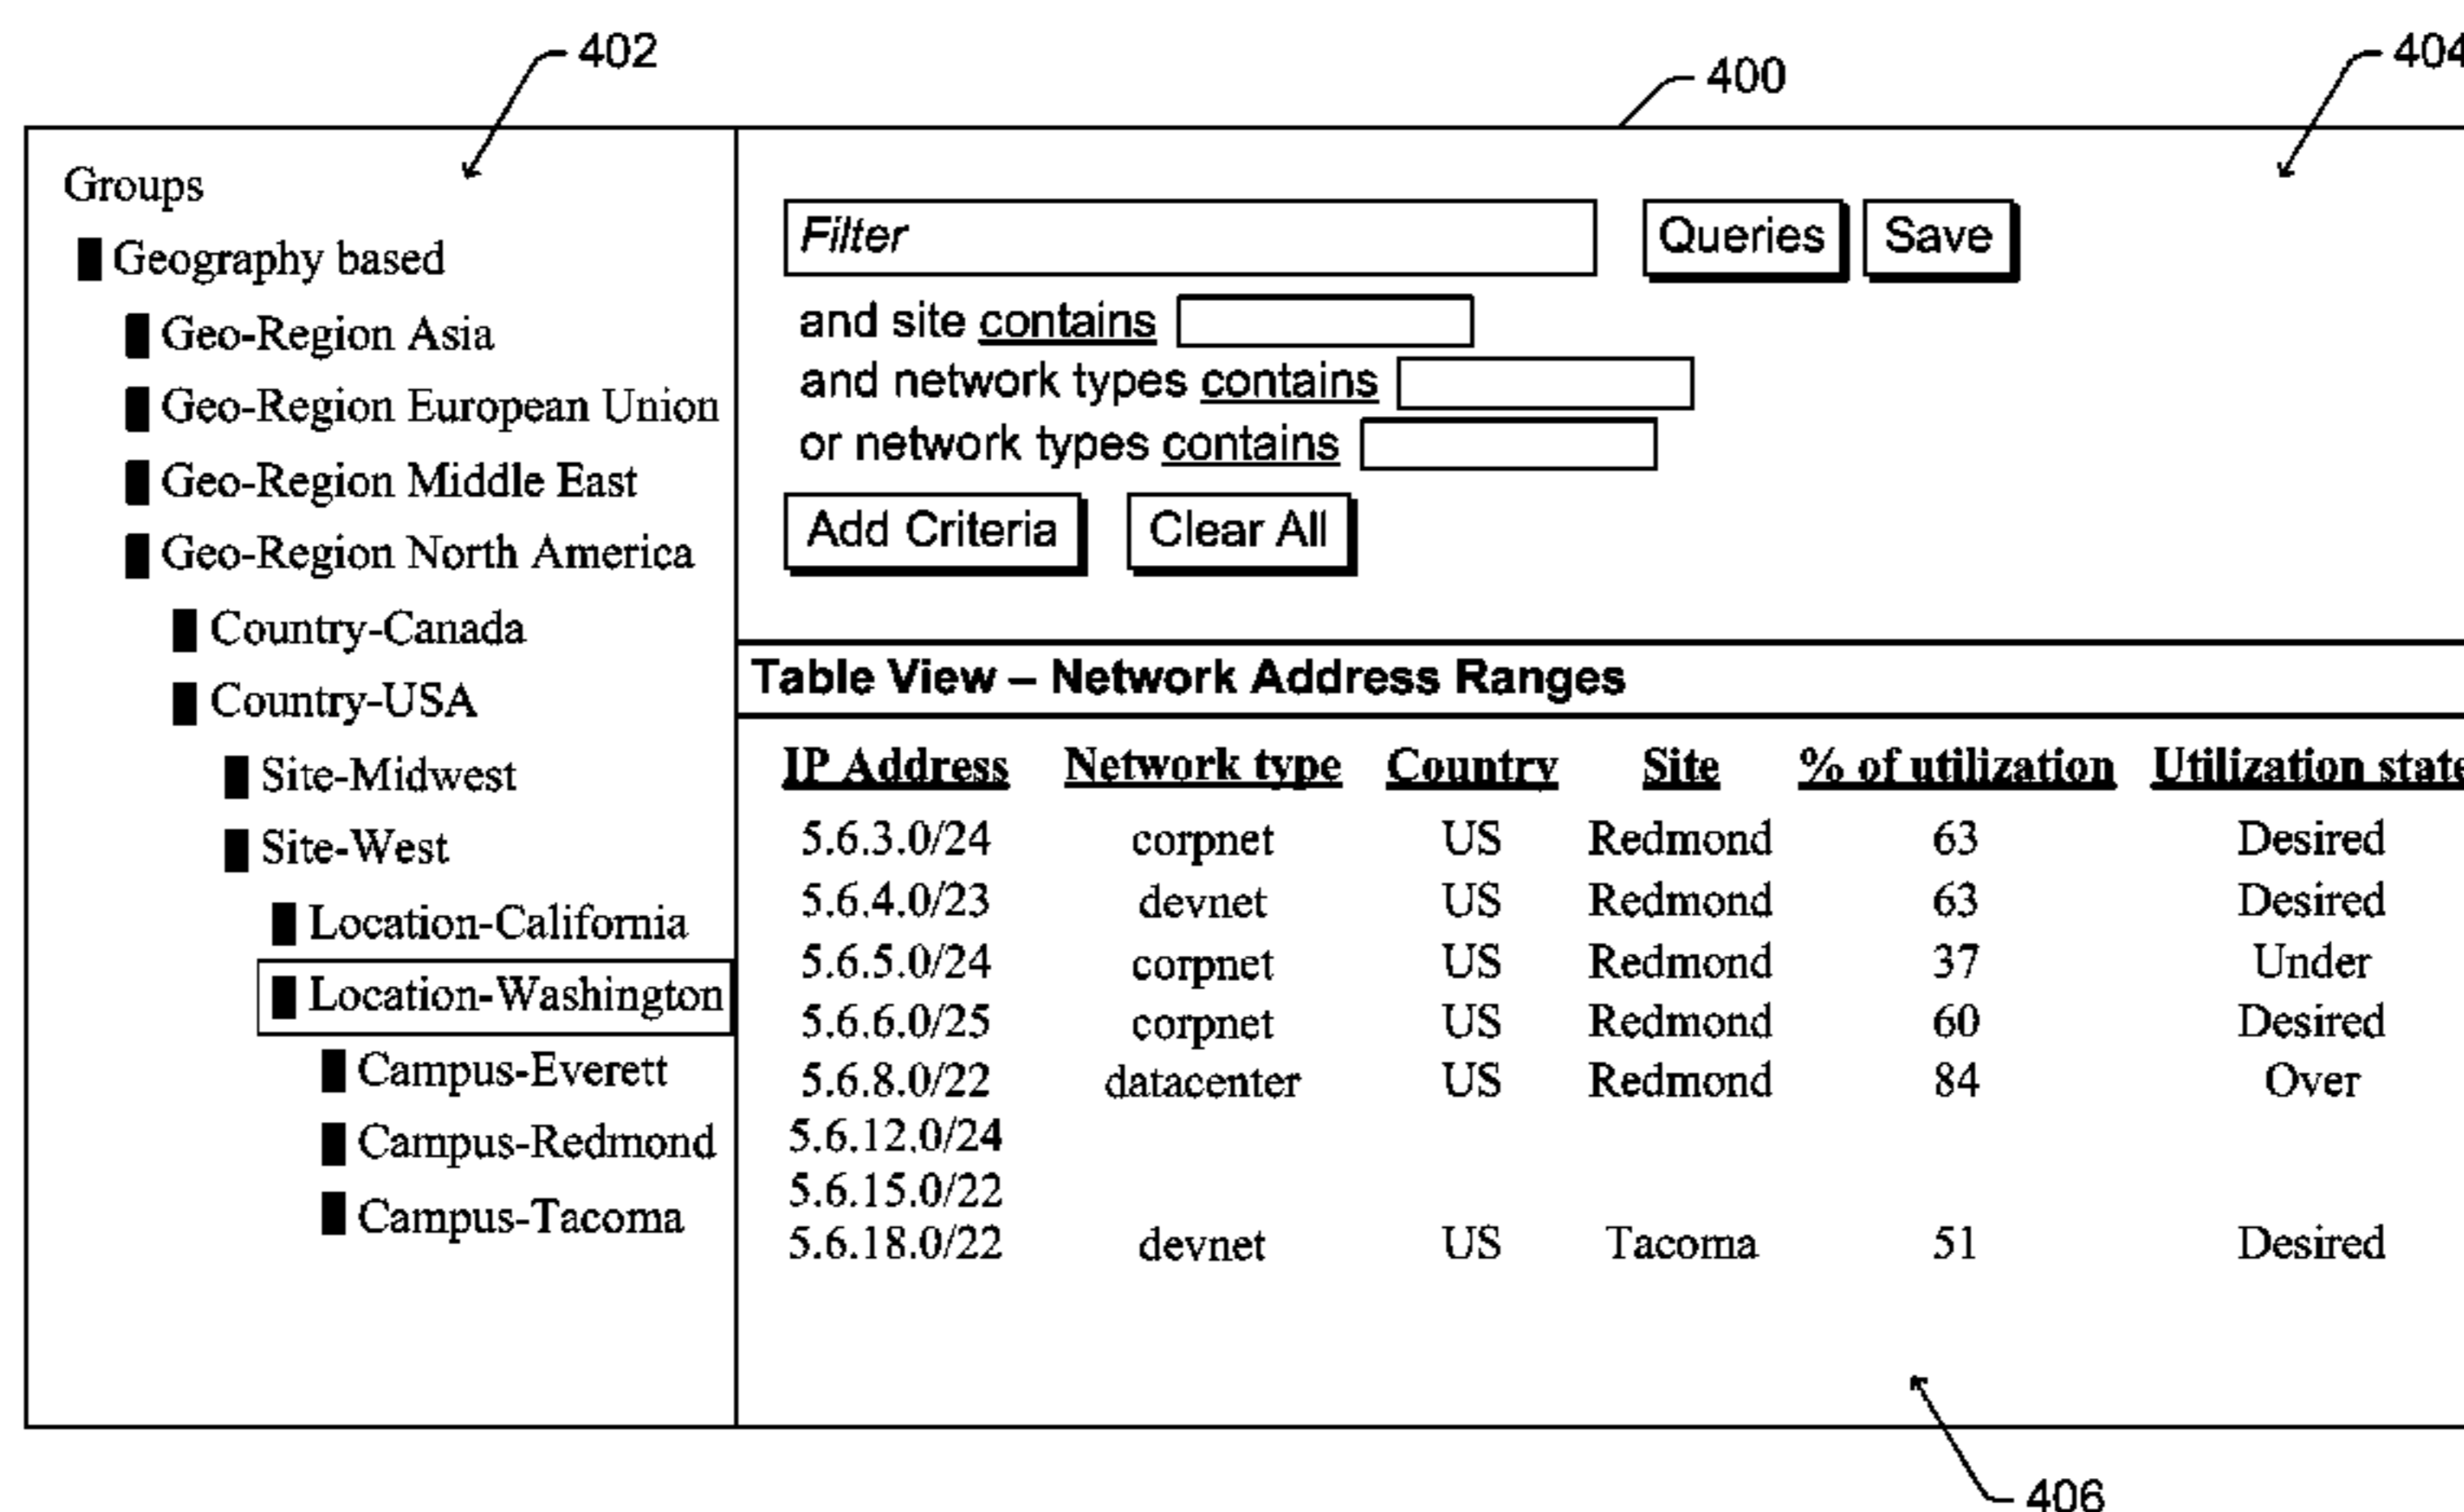 402
400
404
Groups
Geography based
Geo-Region Asia
Geo-Region European Union
Geo-Region Middle East
Geo-Region North America
Country-Canada
Country-USA
Site-Midwest
Site-West
Location-California
Location-Washington
Campus-Everett
Campus-Redmond
Campus-Tacoma
Filter Queries Save
and site contains
and network types contains
or network types contains
Add Criteria Clear All
Table View – Network Address Ranges
IP Address Network type Country Site % of utilization Utilization state
5.6.3.0/24 corpnet US Redmond 63 Desired
5.6.4.0/23 devnet US Redmond 63 Desired
5.6.5.0/24 corpnet US Redmond 37 Under
5.6.6.0/25 corpnet US Redmond 60 Desired
5.6.8.0/22 datacenter US Redmond 84 Over
5.6.12.0/24
5.6.15.0/22
5.6.18.0/22 devnet US Tacoma 51 Desired
406